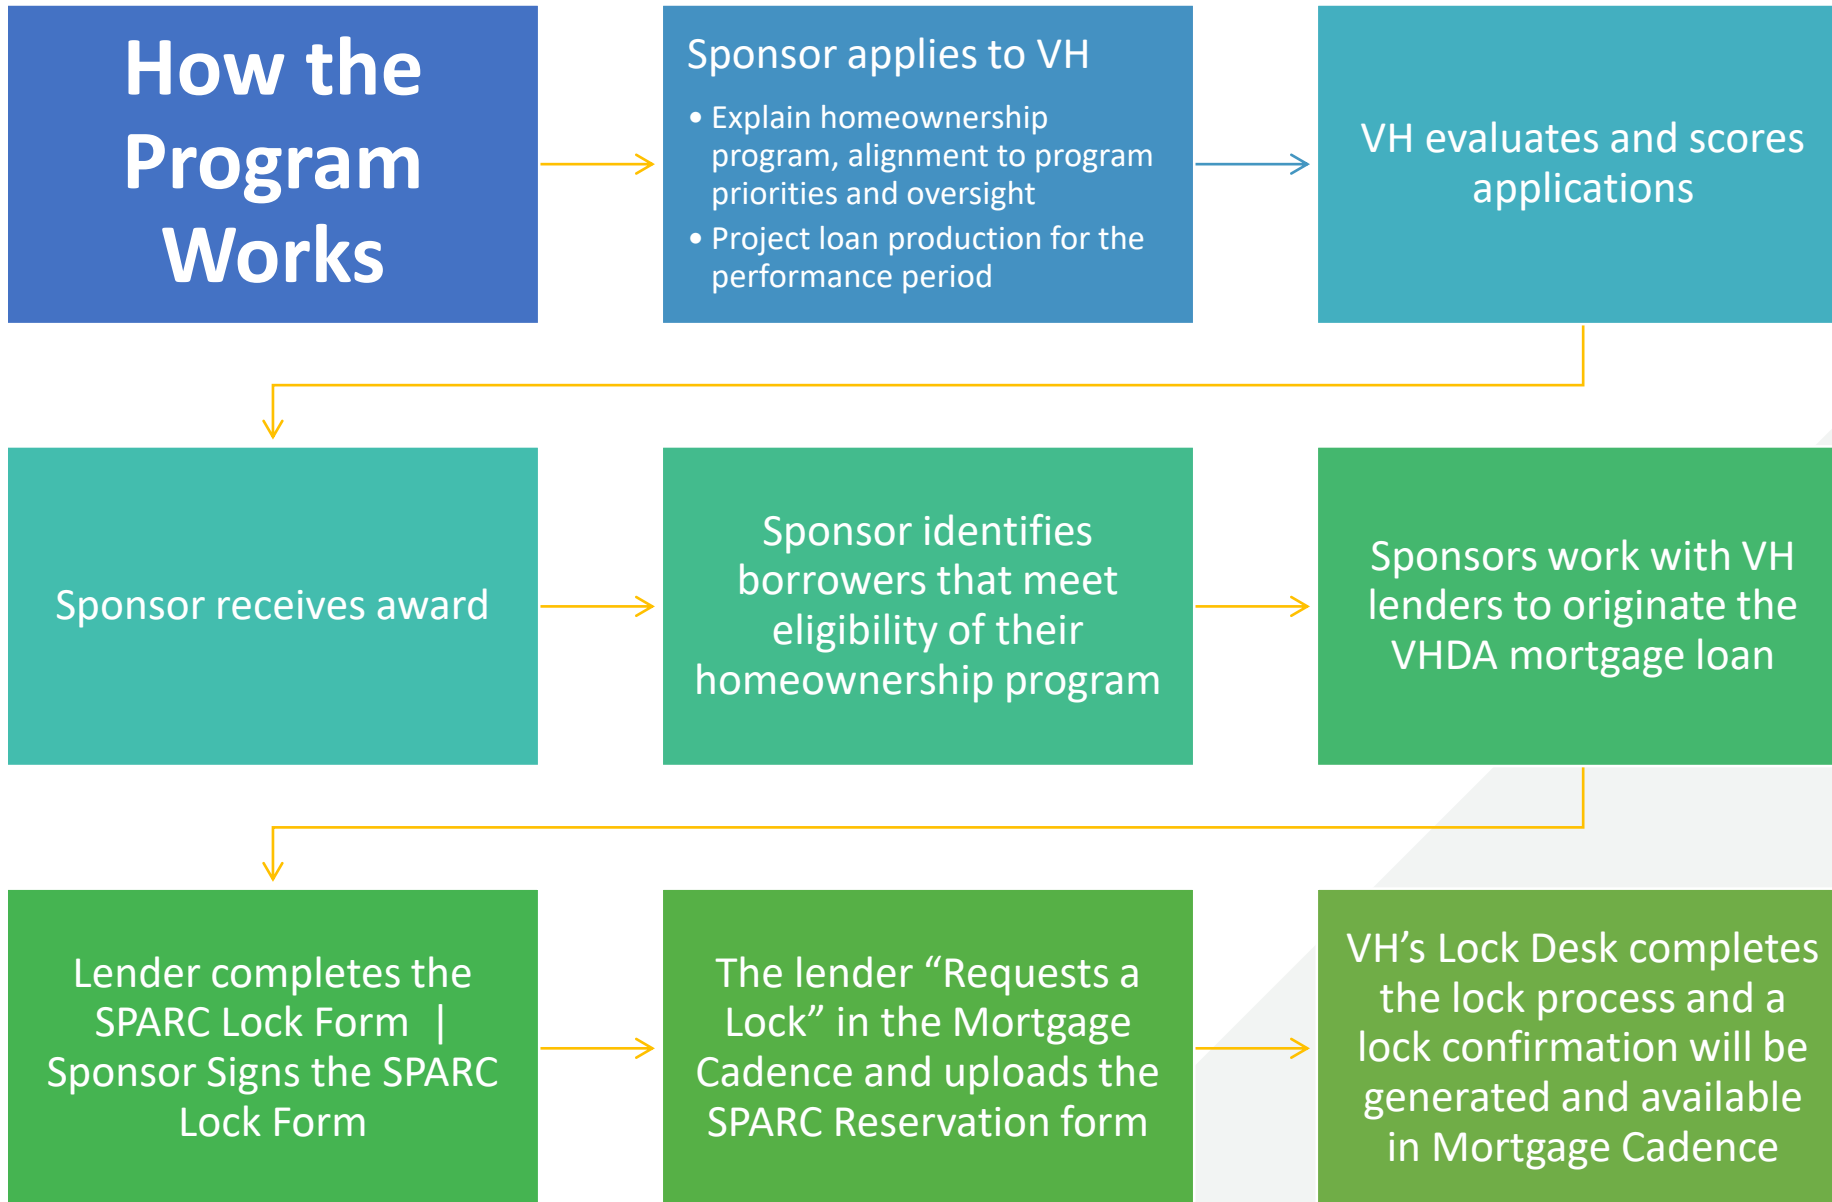 How the
Program
Works
Sponsor applies to VH
• Explain homeownership
program, alignment to program
priorities and oversight
• Project loan production for the
performance period
VH evaluates and scores
applications
Sponsor receives award
Sponsor identifies
borrowers that meet
eligibility of their
homeownership program
Sponsors work with VH
lenders to originate the
VHDA mortgage loan
Lender completes the
SPARC Lock Form |
Sponsor Signs the SPARC
Lock Form
The lender “Requests a
Lock” in the Mortgage
Cadence and uploads the
SPARC Reservation form
VH’s Lock Desk completes
the lock process and a
lock confirmation will be
generated and available
in Mortgage Cadence